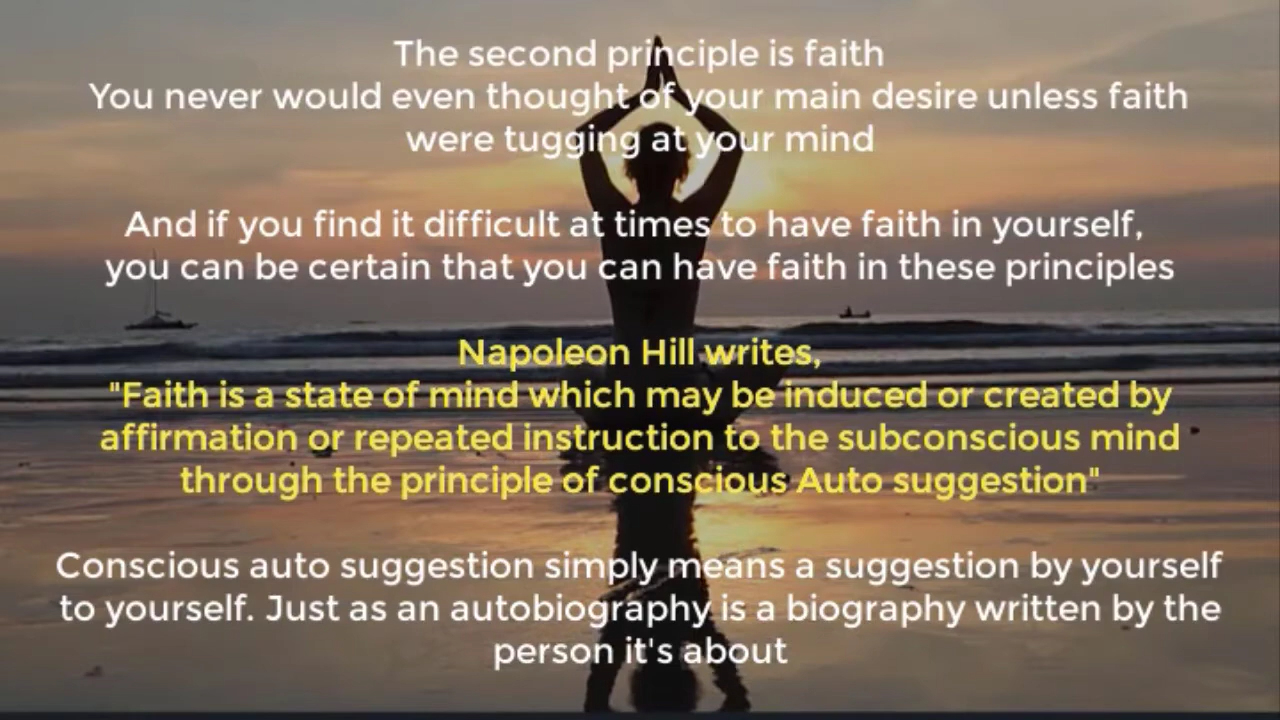 The second principle is faith
You never would even thought of your main desire unless faith
were tugging at your mind
And if you find it difficult at times to have faith in yourself,
you can be certain that you can have faith in these principles
Napoleon Hill writes,
"Faith is a state of mind which may be induced or created by
affirmation or repeated instruction to the subconscious mind
through the principle of conscious Auto suggestion"
Conscious auto suggestion simply means a suggestion by yourself
to yourself. Just as an autobiography is a biography written by the
person it's about